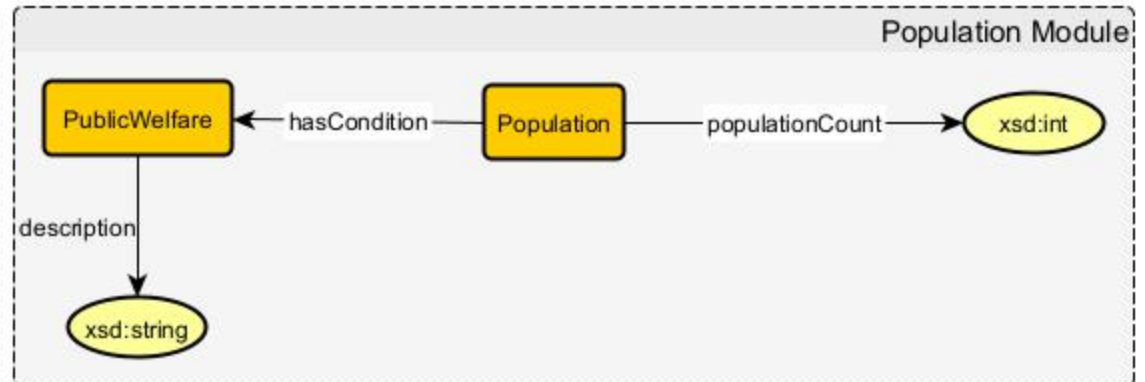 Population Module
PublicWelfare
hasCondition
Population
populationCount
xsd:int
description
xsd:string